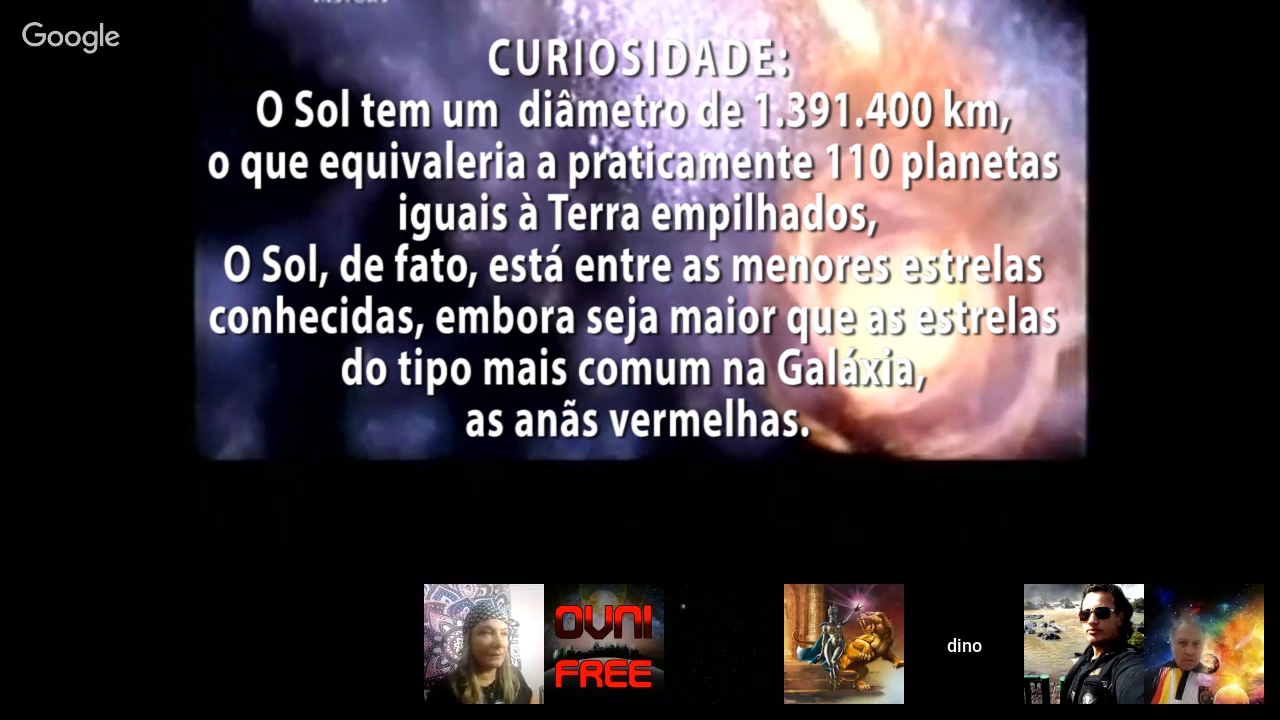 Google
CURIOSIDADE:
O Sol tem um diâmetro de 1.391.400 km,
o que equivaleria a praticamente 110 planetas
iguais à Terra empilhados,
O Sol, de fato, está entre as menores estrelas
conhecidas, embora seja maior que as estrelas
do tipo mais comum na Galáxia,
as anãs vermelhas.
OVNI
FREE
dino